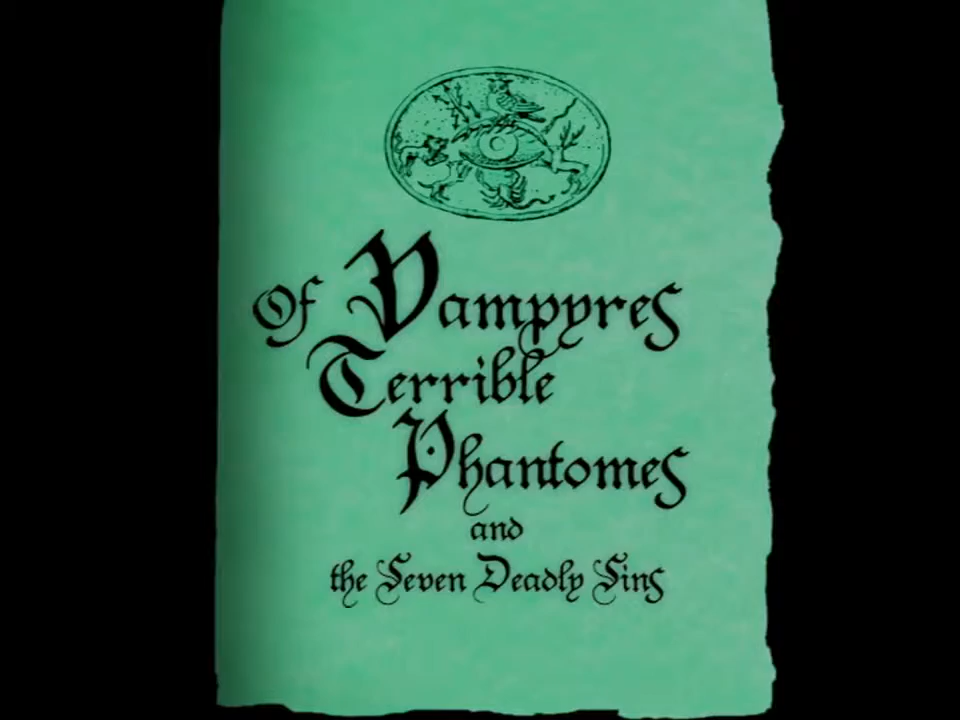 Of Vampyres
Terrible
Phantomes
and
the Seven Deadly Sins